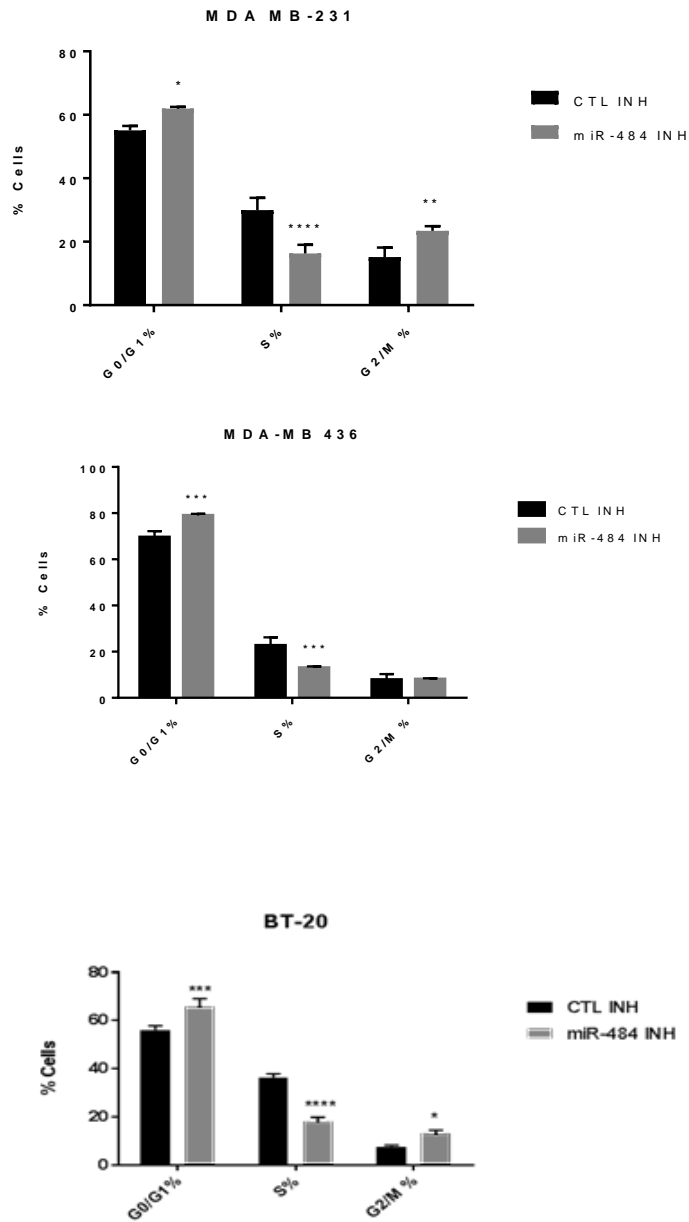 MDA MB-231
80
*
CTL INH
60
miR-484 INH
% Cells
40
**
****
20
0
G0/G1%
S%
G2/M %
MDA-MB 436
100
***
CTL INH
80
miR-484 INH
60
% Cells
40
***
20
0
G0/G1%
S%
G2/M %
BT-20
80
***
CTL INH
60
miR-484 INH
% Cells
40
****
*
20
0
G0/G1%
S%
G2/M %